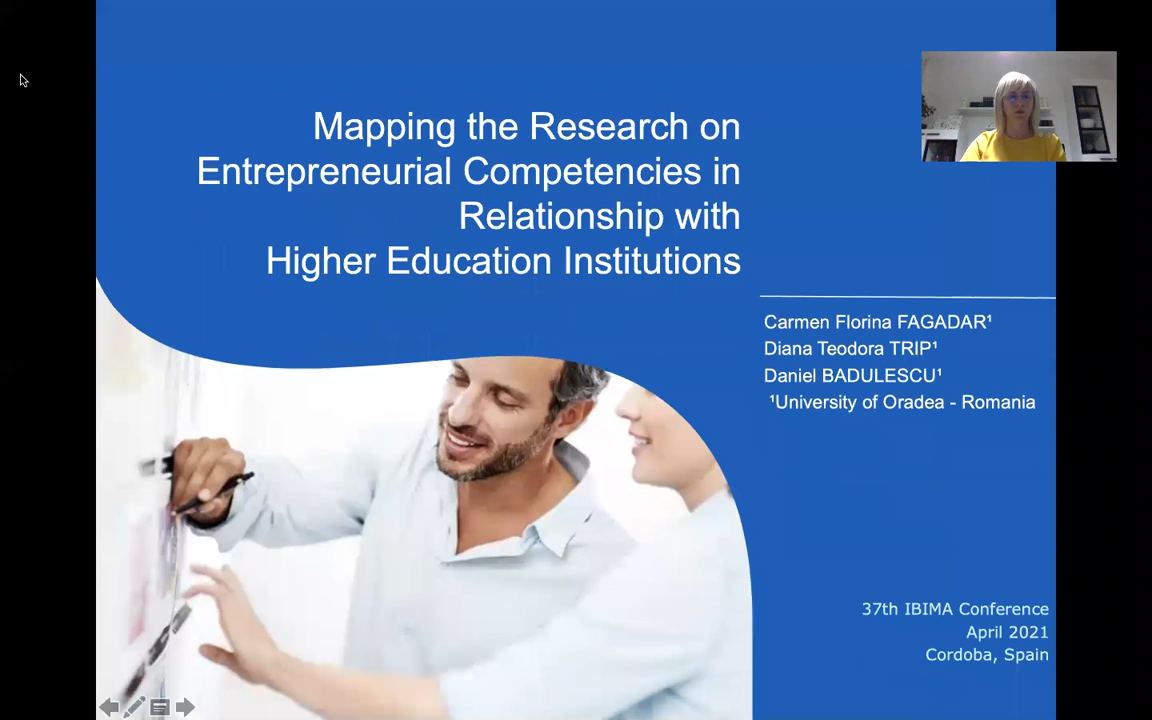 Mapping the Research on
Entrepreneurial Competencies in
Relationship with
Higher Education Institutions
Carmen Florina FAGADAR¹
Diana Teodora TRIP¹
Daniel BADULESCU¹
¹University of Oradea - Romania
37th IBIMA Conference
April 2021
Cordoba, Spain